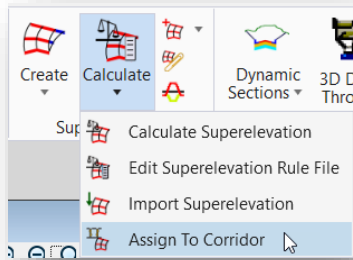 Create
Calculate
Dynamic
Sections
3D D
Thro
Sup
Calculate Superelevation
Edit Superelevation Rule File
Import Superelevation
Assign To Corridor